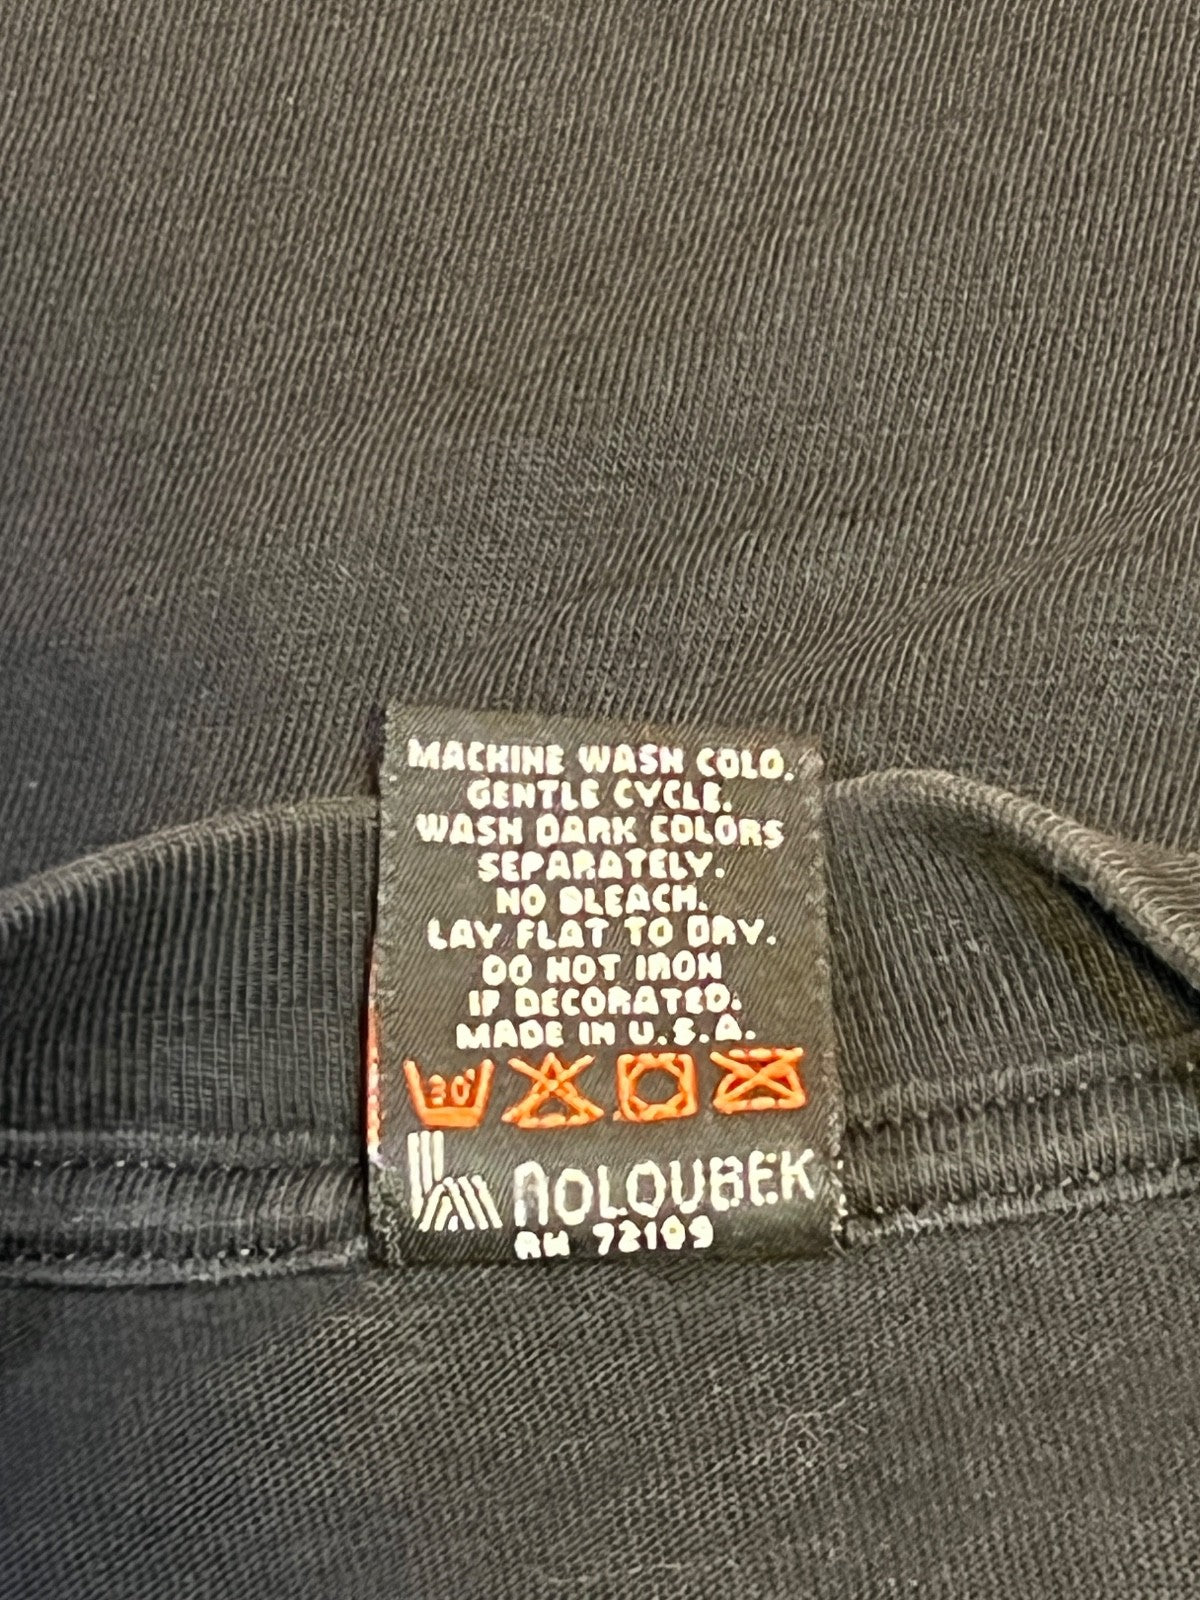 MACHINE WASH COLD.
GENTLE CYCLE.
WASH DARK COLORS
SEPARATELY.
NO BLEACH.
LAY FLAT TO DRY.
DO NOT IRON
IF DECORATED.
MADE IN U.S.A.
30°
HOLOUBEK
RN 72109